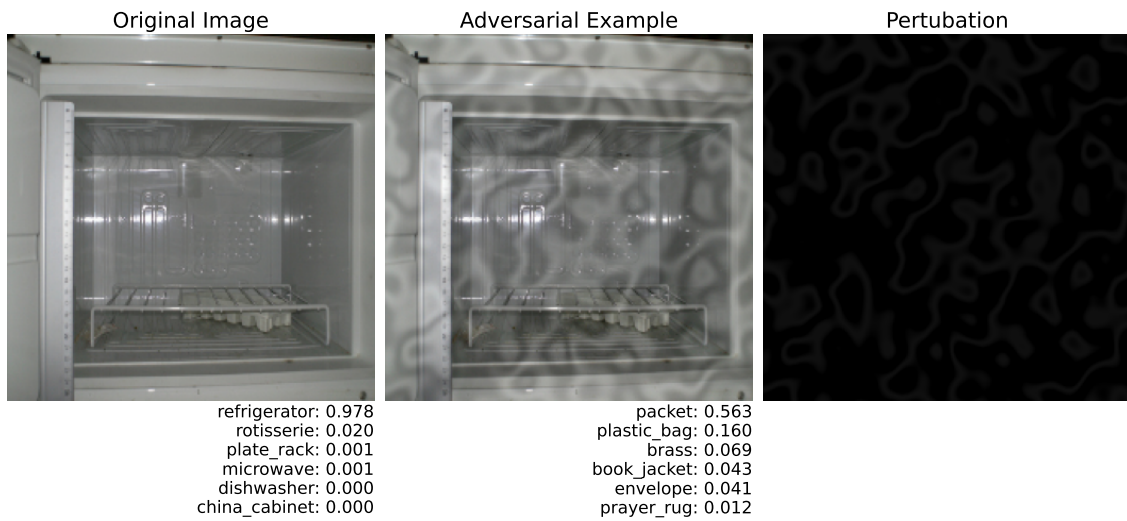 Original Image
Adversarial Example
Pertubation
refrigerator: 0.978
rotisserie: 0.020
plate_rack: 0.001
microwave: 0.001
dishwasher: 0.000
china_cabinet: 0.000
packet: 0.563
plastic_bag: 0.160
brass: 0.069
book_jacket: 0.043
envelope: 0.041
prayer_rug: 0.012